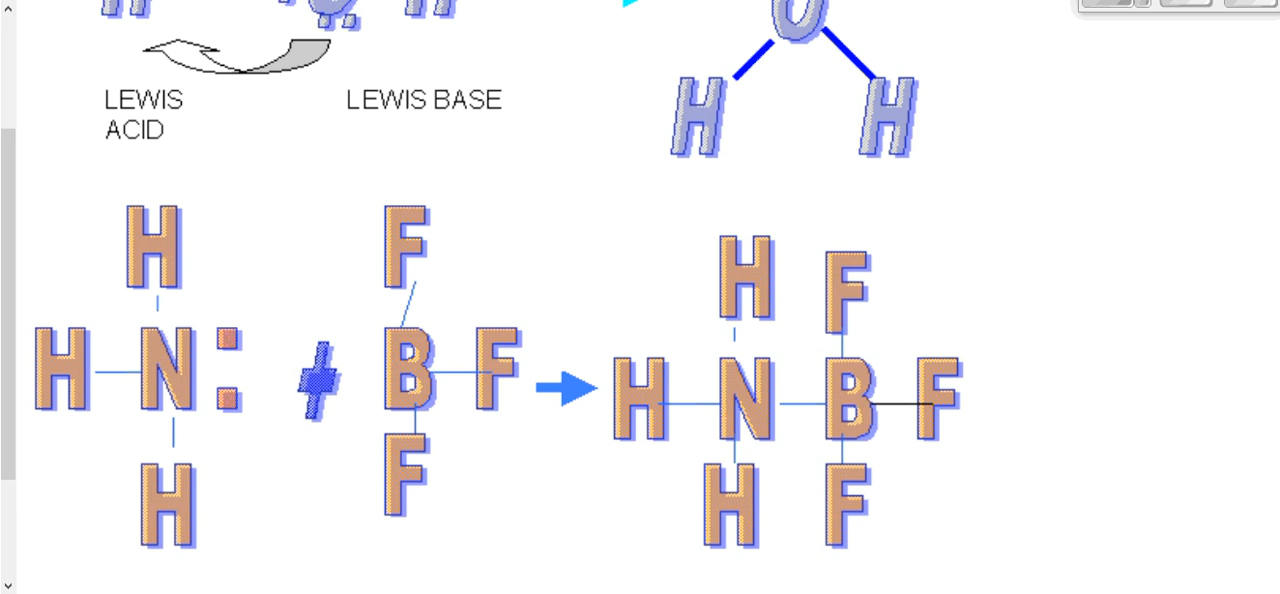 H O H
O
LEWIS LEWIS BASE
ACID
H H
H F H F
H N : + B F H N B F
H F H F